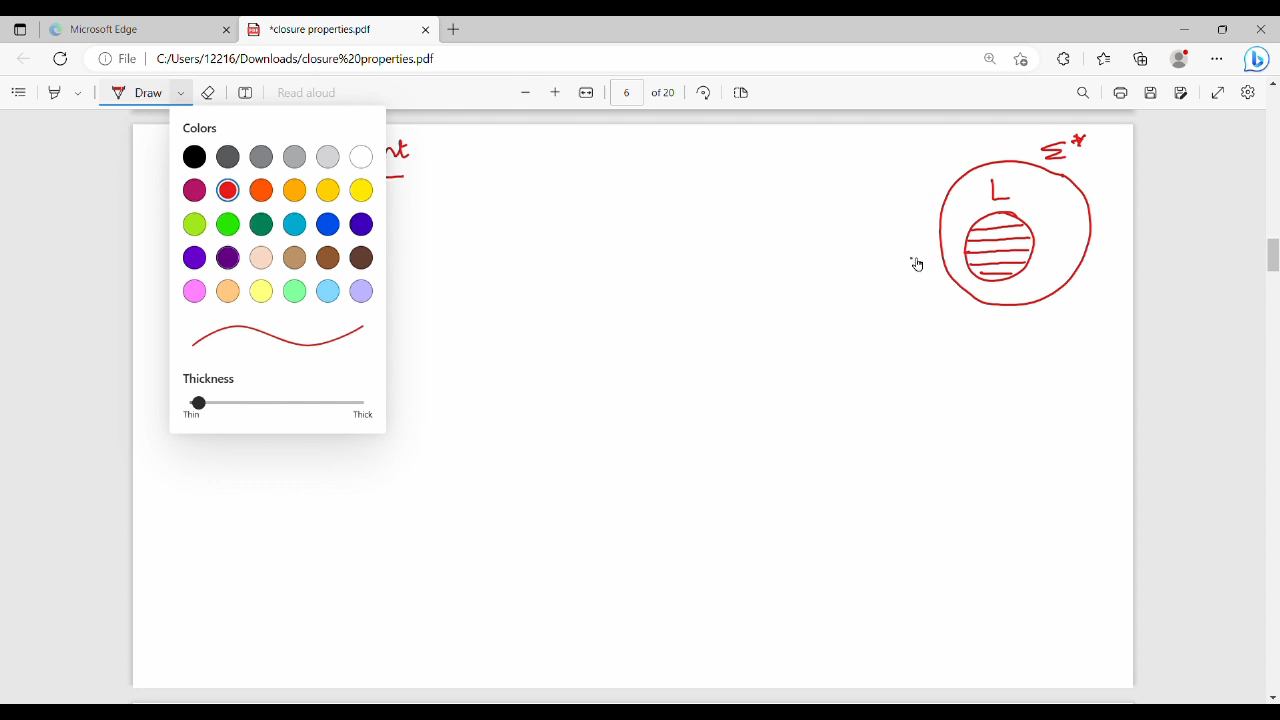 Microsoft Edge
*closure properties.pdf
File
C:/Users/12216/Downloads/closure%20properties.pdf
Draw
Read aloud
6
of 20
Colors
Thickness
Thin
Thick
nt
Σ*
L